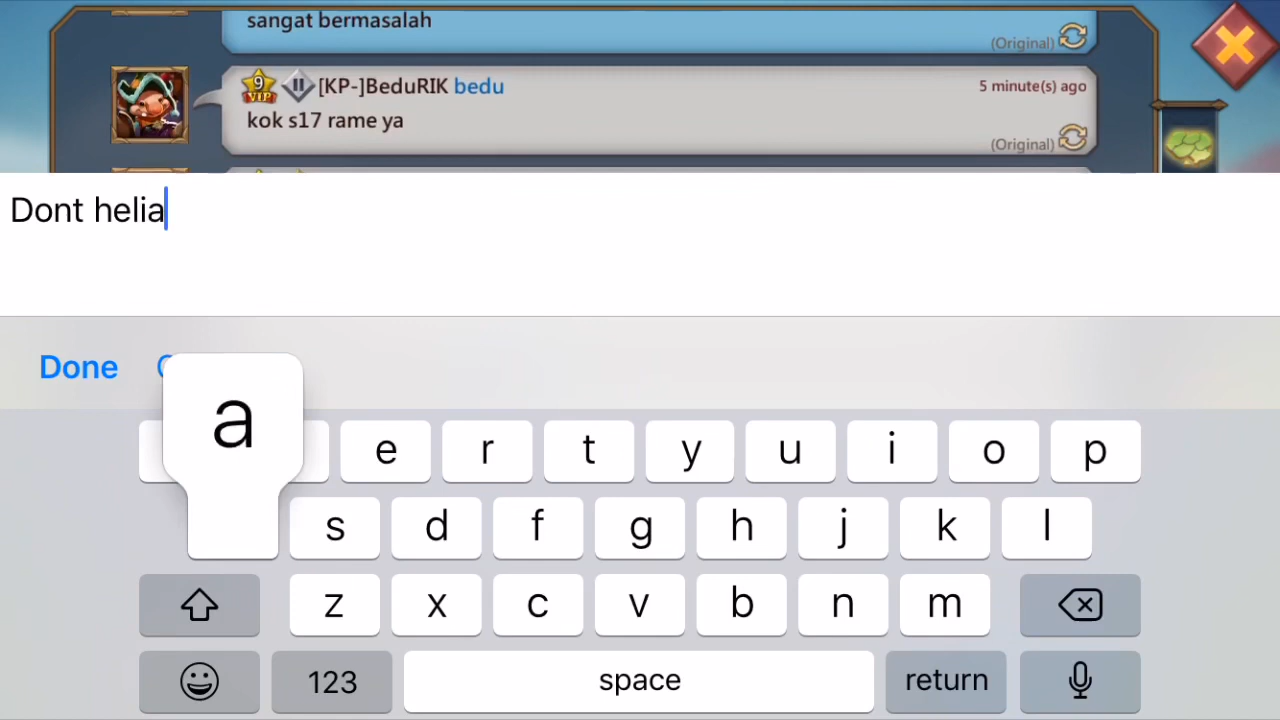 sangat bermasalah
(Original)
9 VIP [KP-]BeduRIK bedu
5 minute(s) ago
kok s17 rame ya
(Original)
Dont helia
Done
a
e r t y u i o p
s d f g h j k l
z x c v b n m
123 space return